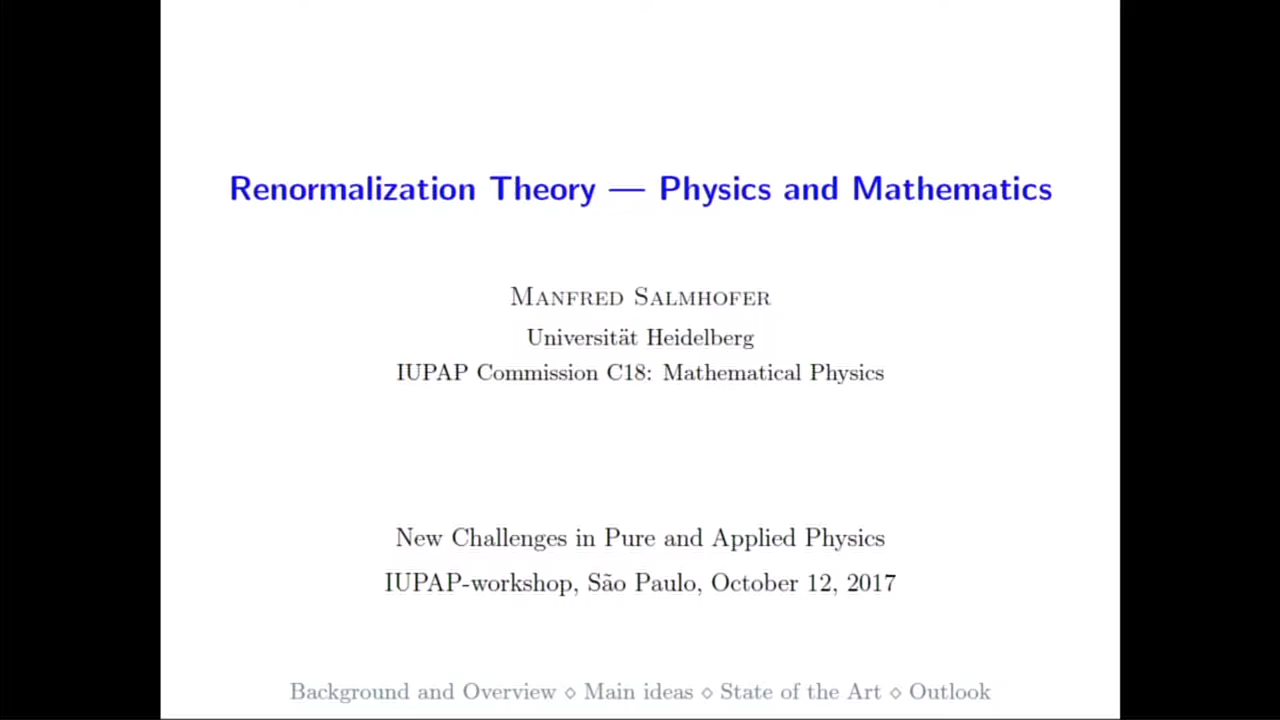 Renormalization Theory — Physics and Mathematics
Manfred Salmhofer
Universität Heidelberg
IUPAP Commission C18: Mathematical Physics
New Challenges in Pure and Applied Physics
IUPAP-workshop, São Paulo, October 12, 2017
Background and Overview ⋄ Main ideas ⋄ State of the Art ⋄ Outlook